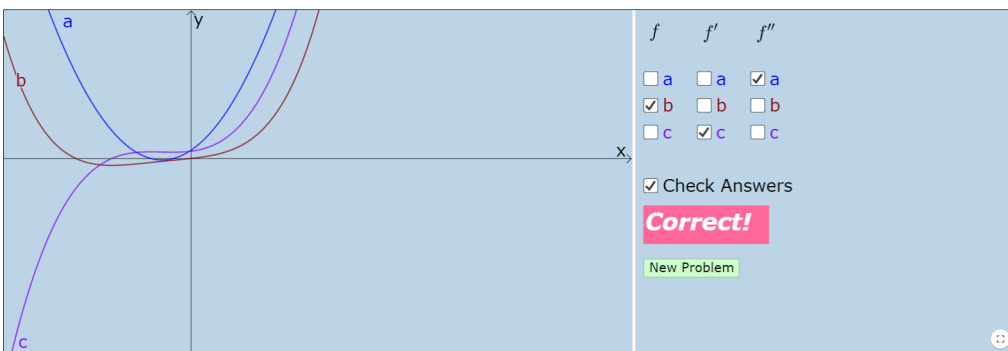 a
y
b
x
c
f f′ f″
a a a
b b b
c c c
Check Answers
Correct!
New Problem